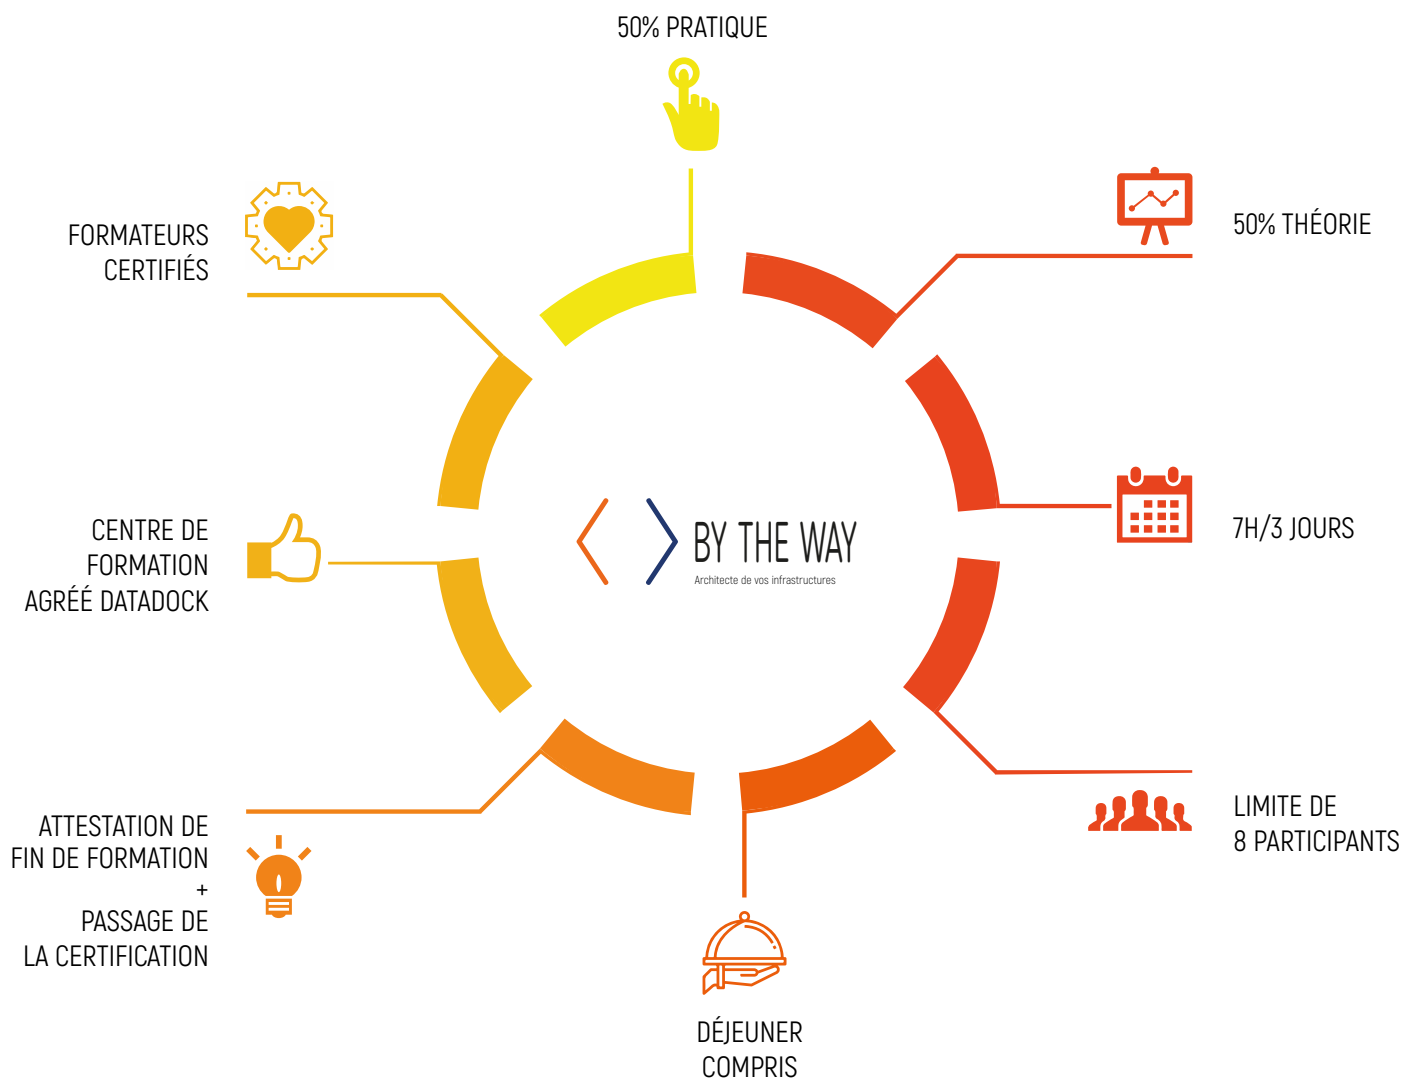 50% PRATIQUE
50% THÉORIE
FORMATEURS
CERTIFIÉS
7H/3 JOURS
CENTRE DE
FORMATION
AGRÉÉ DATADOCK
BY THE WAY
Architecte de vos infrastructures
LIMITE DE
8 PARTICIPANTS
ATTESTATION DE
FIN DE FORMATION
+
PASSAGE DE
LA CERTIFICATION
DÉJEUNER
COMPRIS